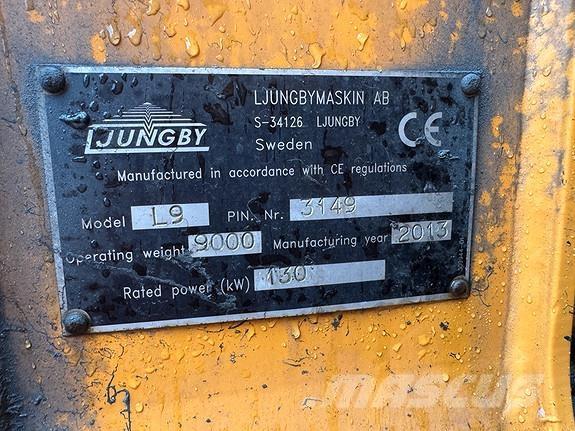 LJUNGBY
LJUNGBYMASKIN AB
S-34126 LJUNGBY
Sweden
CE
Manufactured in accordance with CE regulations
Model L9 PIN. Nr. 3149
Operating weight 9000 Manufacturing year 2013
Rated power (kW) 130
MASCUS